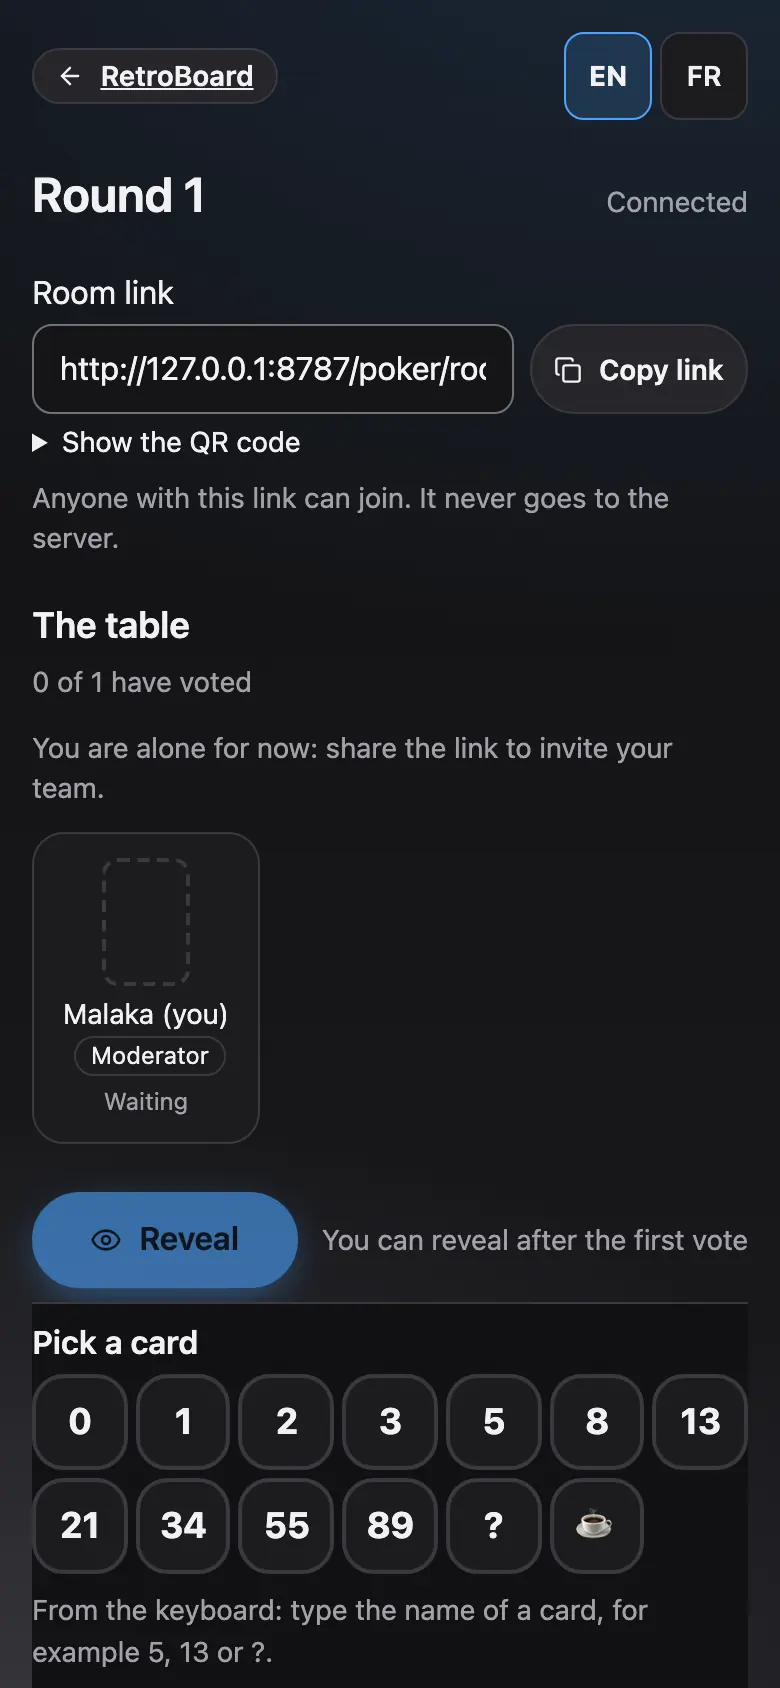 RetroBoard
EN
FR
Round 1
Connected
Room link
http://127.0.0.1:8787/poker/roo
Copy link
Show the QR code
Anyone with this link can join. It never goes to the
server.
The table
0 of 1 have voted
You are alone for now: share the link to invite your
team.
Malaka (you)
Moderator
Waiting
Reveal
You can reveal after the first vote
Pick a card
0 1 2 3 5 8 13
21 34 55 89 ?
From the keyboard: type the name of a card, for
example 5, 13 or ?.